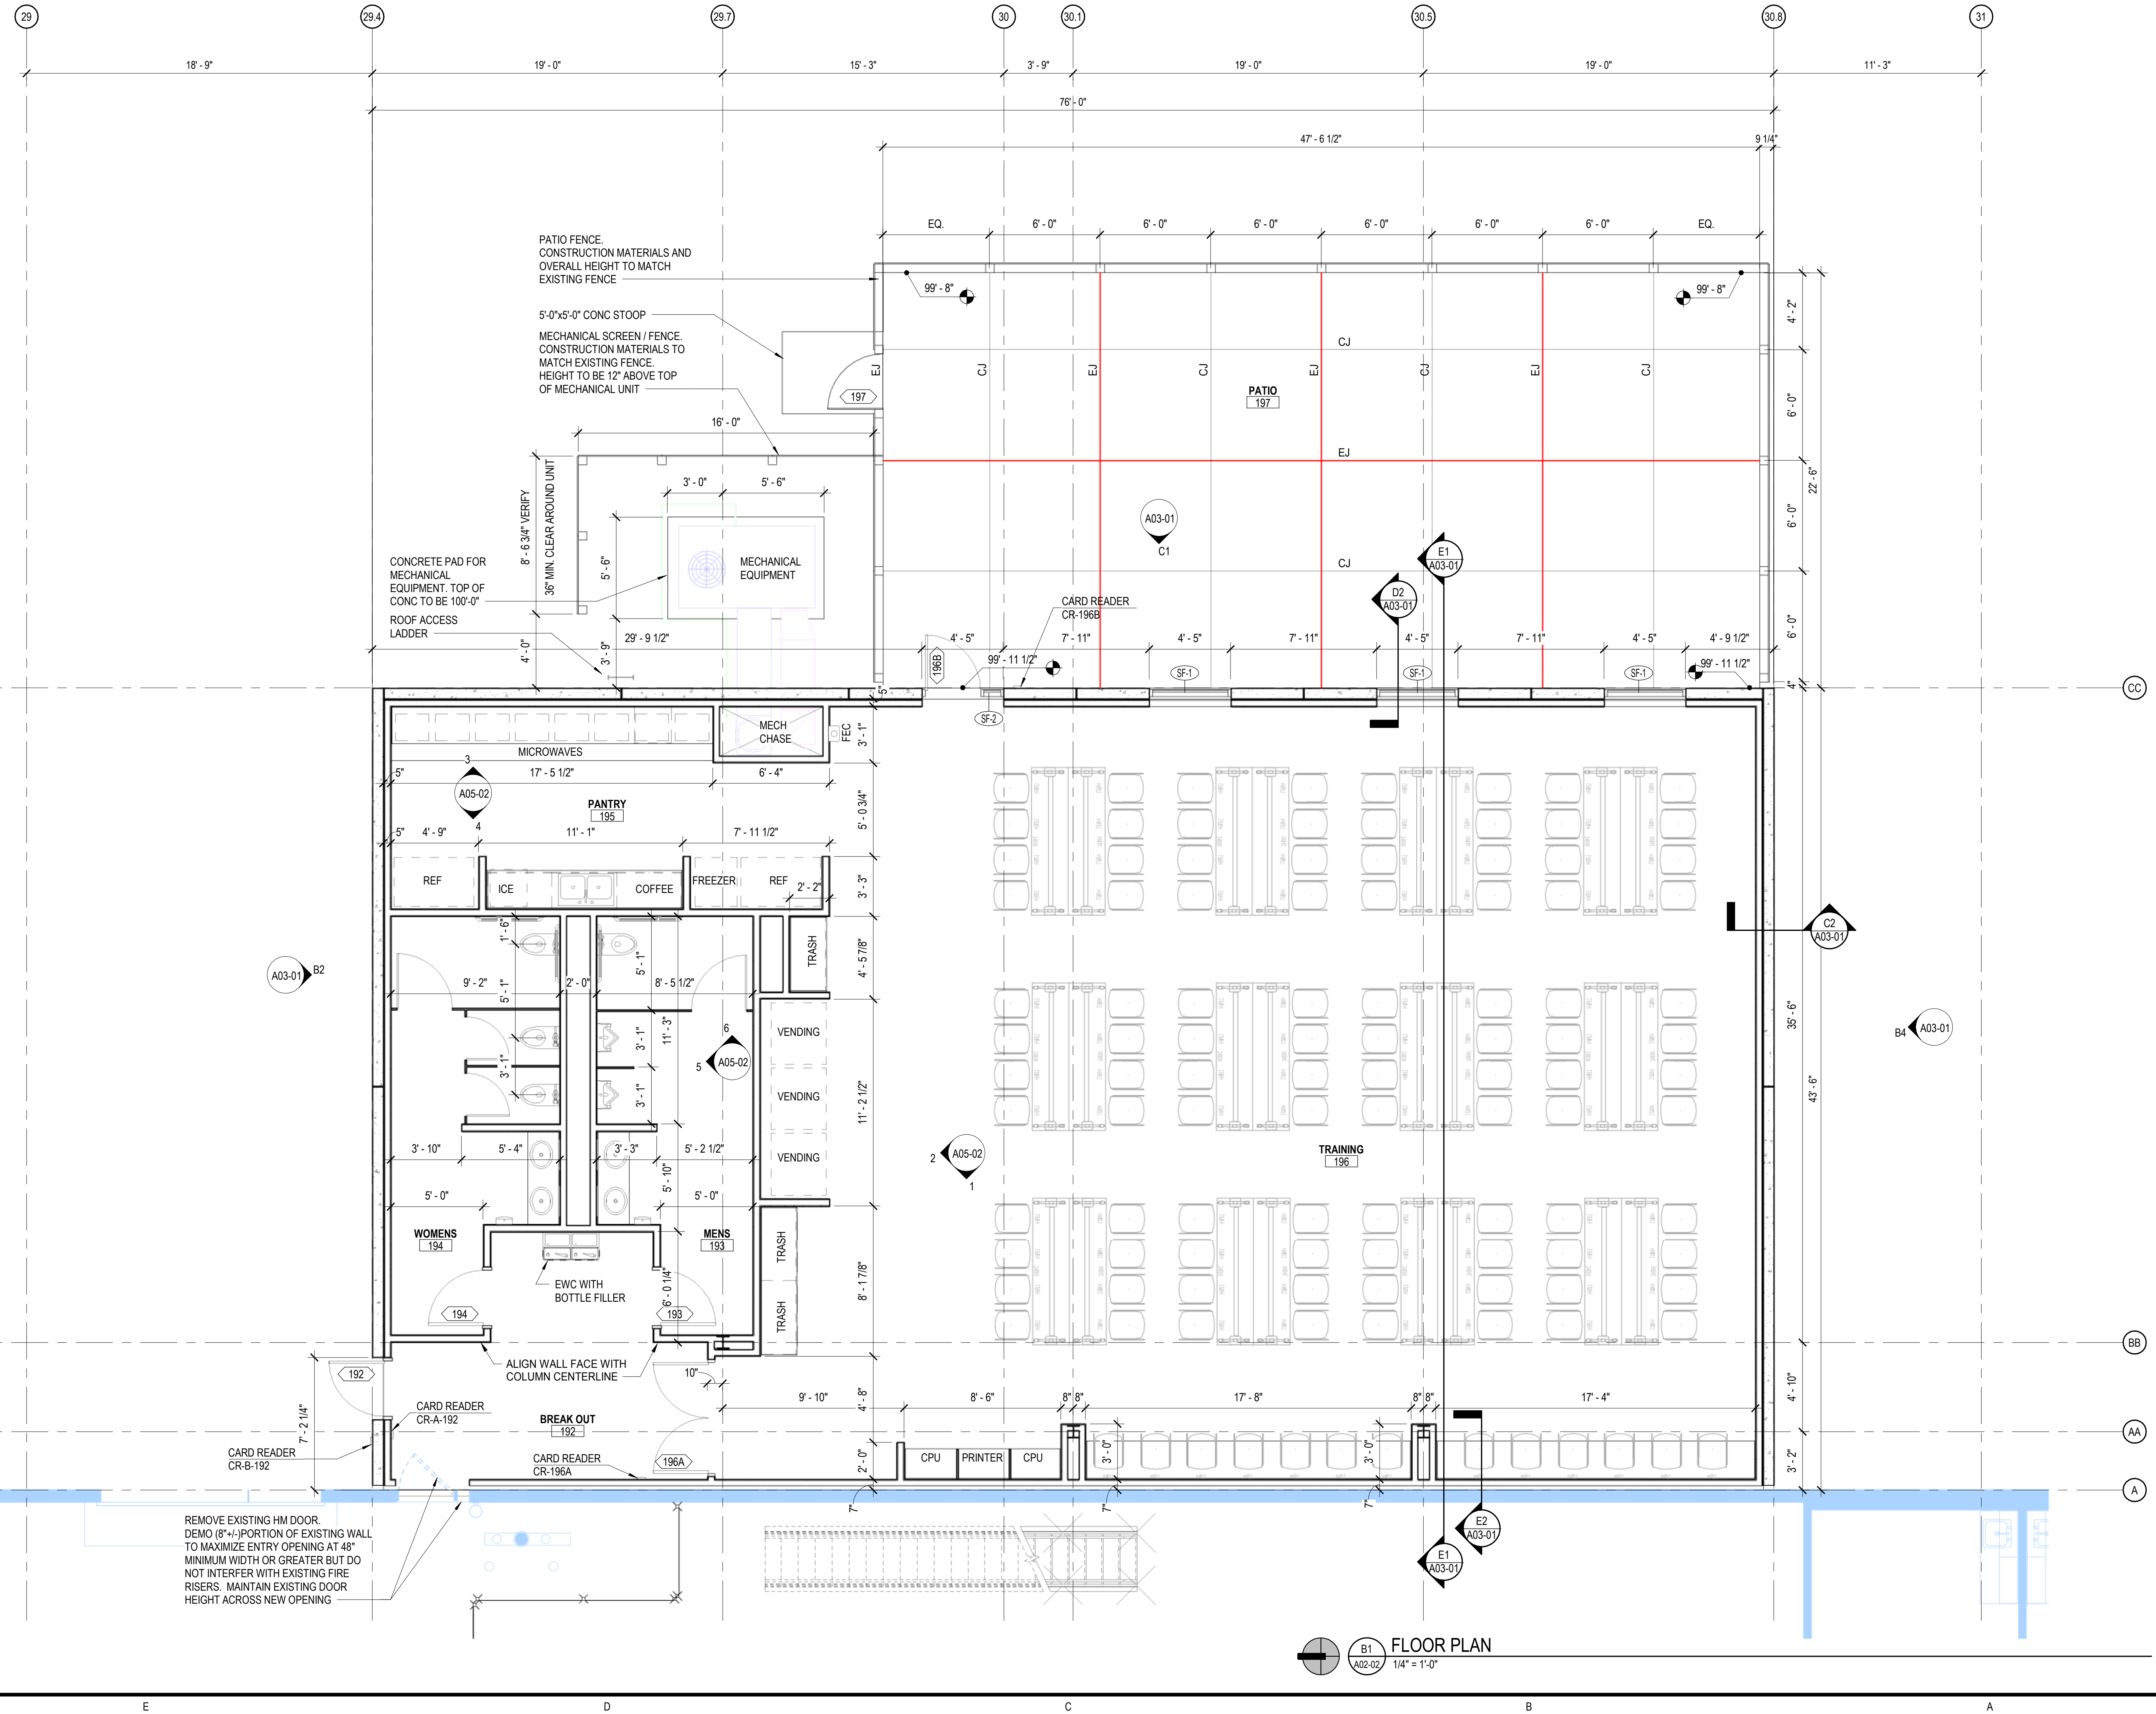 29
29.4
29.7
30
30.1
30.5
30.8
31
18' - 9"
19' - 0"
15' - 3"
3' - 9"
19' - 0"
19' - 0"
11' - 3"
76' - 0"
47' - 6 1/2"
9 1/4"
EQ.
6' - 0"
6' - 0"
6' - 0"
6' - 0"
6' - 0"
6' - 0"
EQ.
PATIO FENCE.
CONSTRUCTION MATERIALS AND
OVERALL HEIGHT TO MATCH
EXISTING FENCE
99' - 8"
99' - 8"
4' - 2"
5'-0"x5'-0" CONC STOOP
MECHANICAL SCREEN / FENCE.
CONSTRUCTION MATERIALS TO
MATCH EXISTING FENCE.
HEIGHT TO BE 12" ABOVE TOP
OF MECHANICAL UNIT
CJ
EJ
CJ
EJ
CJ
EJ
CJ
EJ
CJ
197
PATIO
197
6' - 0"
16' - 0"
EJ
22' - 6"
8' - 6 3/4" VERIFY
36" MIN. CLEAR AROUND UNIT
3' - 0"
5' - 6"
6' - 0"
A03-01
C1
E1
A03-01
CONCRETE PAD FOR
MECHANICAL
EQUIPMENT. TOP OF
CONC TO BE 100'-0"
5' - 6"
MECHANICAL
EQUIPMENT
CJ
D2
A03-01
CARD READER
CR-196B
ROOF ACCESS
LADDER
4' - 0"
3' - 9"
29' - 9 1/2"
4' - 5"
7' - 11"
4' - 5"
7' - 11"
4' - 5"
7' - 11"
4' - 5"
4' - 9 1/2"
6' - 0"
196B
99' - 11 1/2"
99' - 11 1/2"
SF-1
SF-1
SF-1
5"
4"
CC
SF-2
MECH
CHASE
FEC
3' - 1"
MICROWAVES
3
A05-02
4
5"
17' - 5 1/2"
6' - 4"
PANTRY
195
5' - 0 3/4"
5"
4' - 9"
11' - 1"
7' - 11 1/2"
REF
ICE
COFFEE
FREEZER
REF
2' - 2"
3' - 3"
C2
A03-01
1' - 6"
5' - 1"
TRASH
4' - 5 7/8"
A03-01
B2
9' - 2"
5' - 1"
2' - 0"
8' - 5 1/2"
35' - 6"
VENDING
6
A05-02
5
3' - 1"
11' - 3"
3' - 1"
3' - 1"
B4
A03-01
VENDING
11' - 2 1/2"
43' - 6"
3' - 10"
5' - 4"
3' - 3"
5' - 2 1/2"
VENDING
2
A05-02
1
TRAINING
196
5' - 10"
5' - 0"
5' - 0"
WOMENS
194
MENS
193
TRASH
EWC WITH
BOTTLE FILLER
6' - 0 1/4"
8' - 1 7/8"
194
193
TRASH
BB
ALIGN WALL FACE WITH
COLUMN CENTERLINE
192
10"
9' - 10"
8' - 6"
8"
8"
17' - 8"
8"
8"
17' - 4"
4' - 8"
4' - 10"
CARD READER
CR-A-192
7' - 2 1/4"
BREAK OUT
192
AA
CARD READER
CR-B-192
CARD READER
CR-196A
196A
2' - 0"
CPU
PRINTER
CPU
3' - 0"
3' - 0"
3' - 2"
A
7"
7"
7"
REMOVE EXISTING HM DOOR.
DEMO (8"+/-)PORTION OF EXISTING WALL
TO MAXIMIZE ENTRY OPENING AT 48"
MINIMUM WIDTH OR GREATER BUT DO
NOT INTERFER WITH EXISTING FIRE
RISERS. MAINTAIN EXISTING DOOR
HEIGHT ACROSS NEW OPENING
E2
A03-01
E1
A03-01
B1
A02-02
FLOOR PLAN
1/4" = 1'-0"
E
D
C
B
A